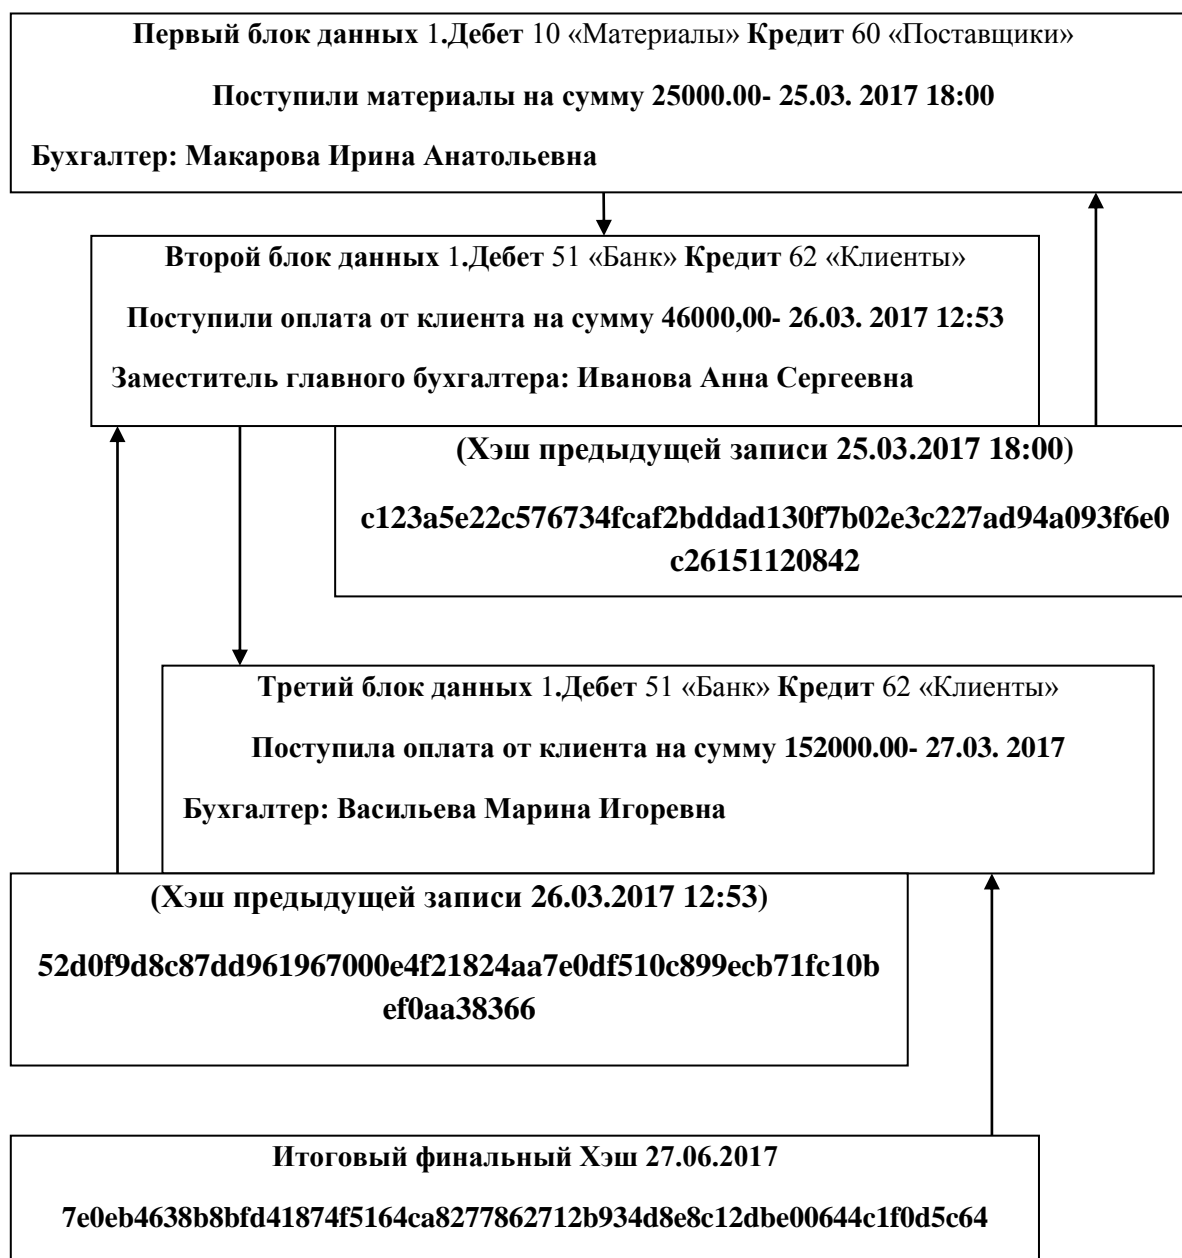 Первый блок данных 1.Дебет 10 «Материалы» Кредит 60 «Поставщики»
Поступили материалы на сумму 25000.00- 25.03. 2017 18:00
Бухгалтер: Макарова Ирина Анатольевна
Второй блок данных 1.Дебет 51 «Банк» Кредит 62 «Клиенты»
Поступили оплата от клиента на сумму 46000,00- 26.03. 2017 12:53
Заместитель главного бухгалтера: Иванова Анна Сергеевна
(Хэш предыдущей записи 25.03.2017 18:00)
c123a5e22c576734fcaf2bddad130f7b02e3c227ad94a093f6e0
c26151120842
Третий блок данных 1.Дебет 51 «Банк» Кредит 62 «Клиенты»
Поступила оплата от клиента на сумму 152000.00- 27.03. 2017
Бухгалтер: Васильева Марина Игоревна
(Хэш предыдущей записи 26.03.2017 12:53)
52d0f9d8c87dd961967000e4f21824aa7e0df510c899ecb71fc10b
ef0aa38366
Итоговый финальный Хэш 27.06.2017
7e0eb4638b8bfd41874f5164ca8277862712b934d8e8c12dbe00644c1f0d5c64